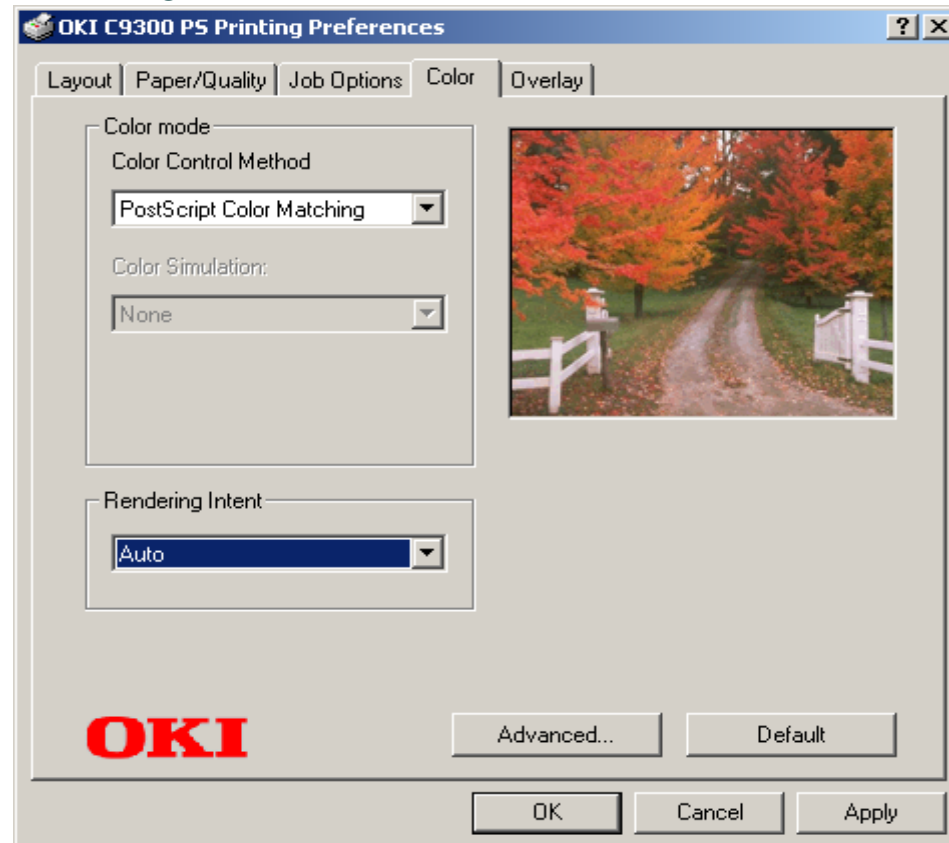 OKI C9300 PS Printing Preferences
Layout Paper/Quality Job Options Color Overlay
Color mode
Color Control Method
PostScript Color Matching
Color Simulation:
None
Rendering Intent
Auto
OKI
Advanced... Default
OK Cancel Apply